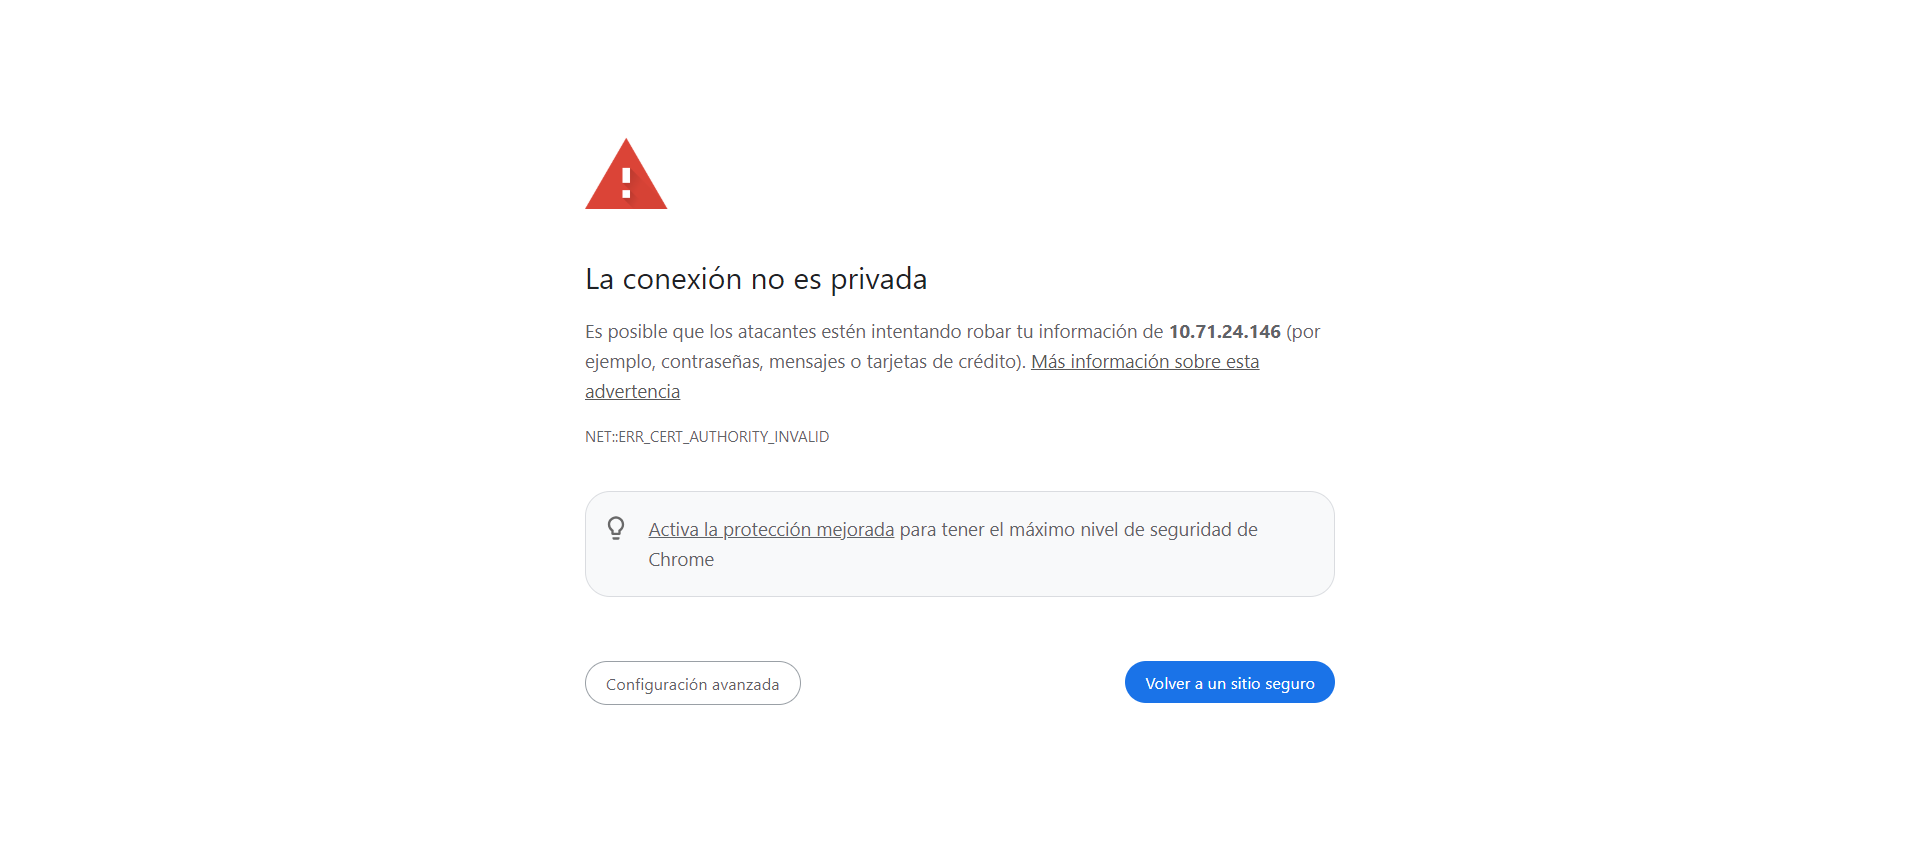 La conexión no es privada
Es posible que los atacantes estén intentando robar tu información de 10.71.24.146 (por
ejemplo, contraseñas, mensajes o tarjetas de crédito). Más información sobre esta
advertencia
NET::ERR_CERT_AUTHORITY_INVALID
Activa la protección mejorada para tener el máximo nivel de seguridad de
Chrome
Configuración avanzada
Volver a un sitio seguro